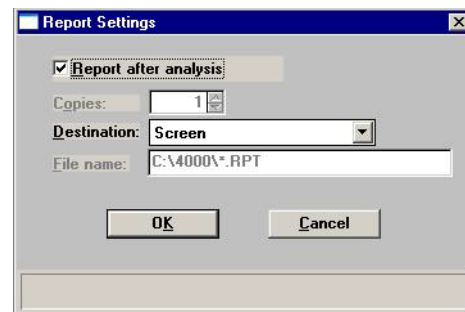 Report Settings
Report after analysis
Copies: 1
Destination: Screen
File name: C:\4000\*.RPT
OK Cancel